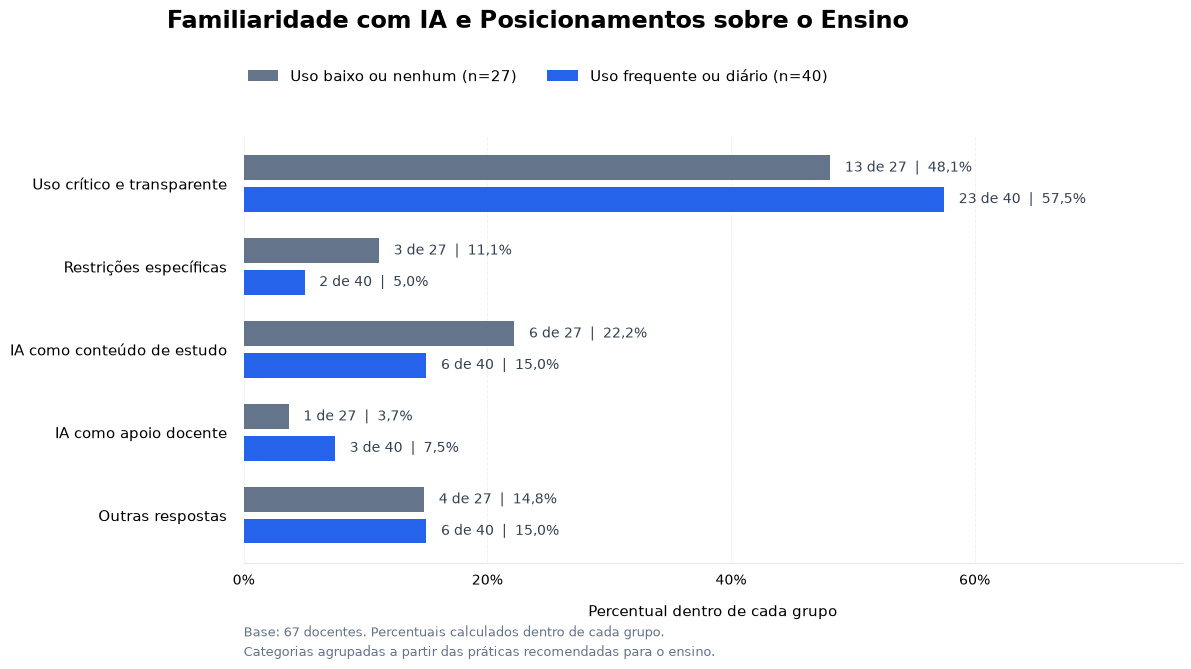 Familiaridade com IA e Posicionamentos sobre o Ensino
Uso baixo ou nenhum (n=27)
Uso frequente ou diário (n=40)
Uso crítico e transparente
13 de 27 | 48,1%
23 de 40 | 57,5%
Restrições específicas
3 de 27 | 11,1%
2 de 40 | 5,0%
IA como conteúdo de estudo
6 de 27 | 22,2%
6 de 40 | 15,0%
IA como apoio docente
1 de 27 | 3,7%
3 de 40 | 7,5%
Outras respostas
4 de 27 | 14,8%
6 de 40 | 15,0%
0% 20% 40% 60%
Percentual dentro de cada grupo
Base: 67 docentes. Percentuais calculados dentro de cada grupo.
Categorias agrupadas a partir das práticas recomendadas para o ensino.